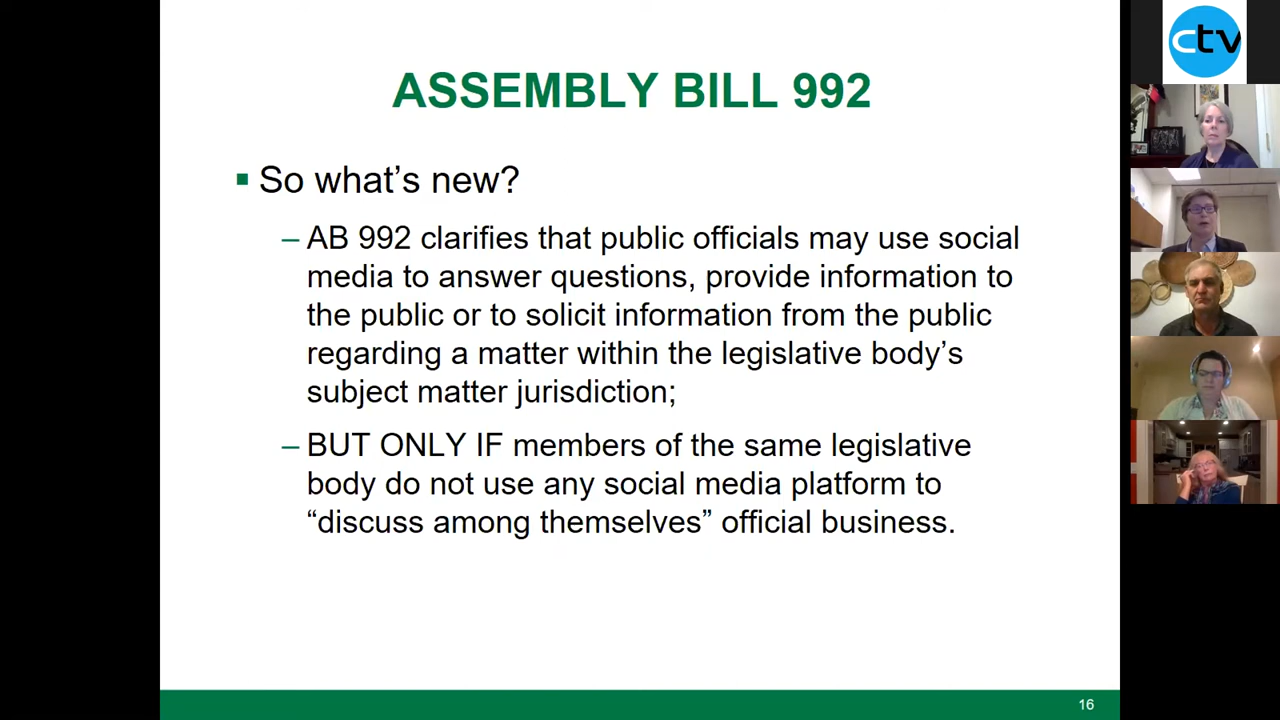 ASSEMBLY BILL 992
So what’s new?
– AB 992 clarifies that public officials may use social
media to answer questions, provide information to
the public or to solicit information from the public
regarding a matter within the legislative body’s
subject matter jurisdiction;
– BUT ONLY IF members of the same legislative
body do not use any social media platform to
“discuss among themselves” official business.
16
ctv